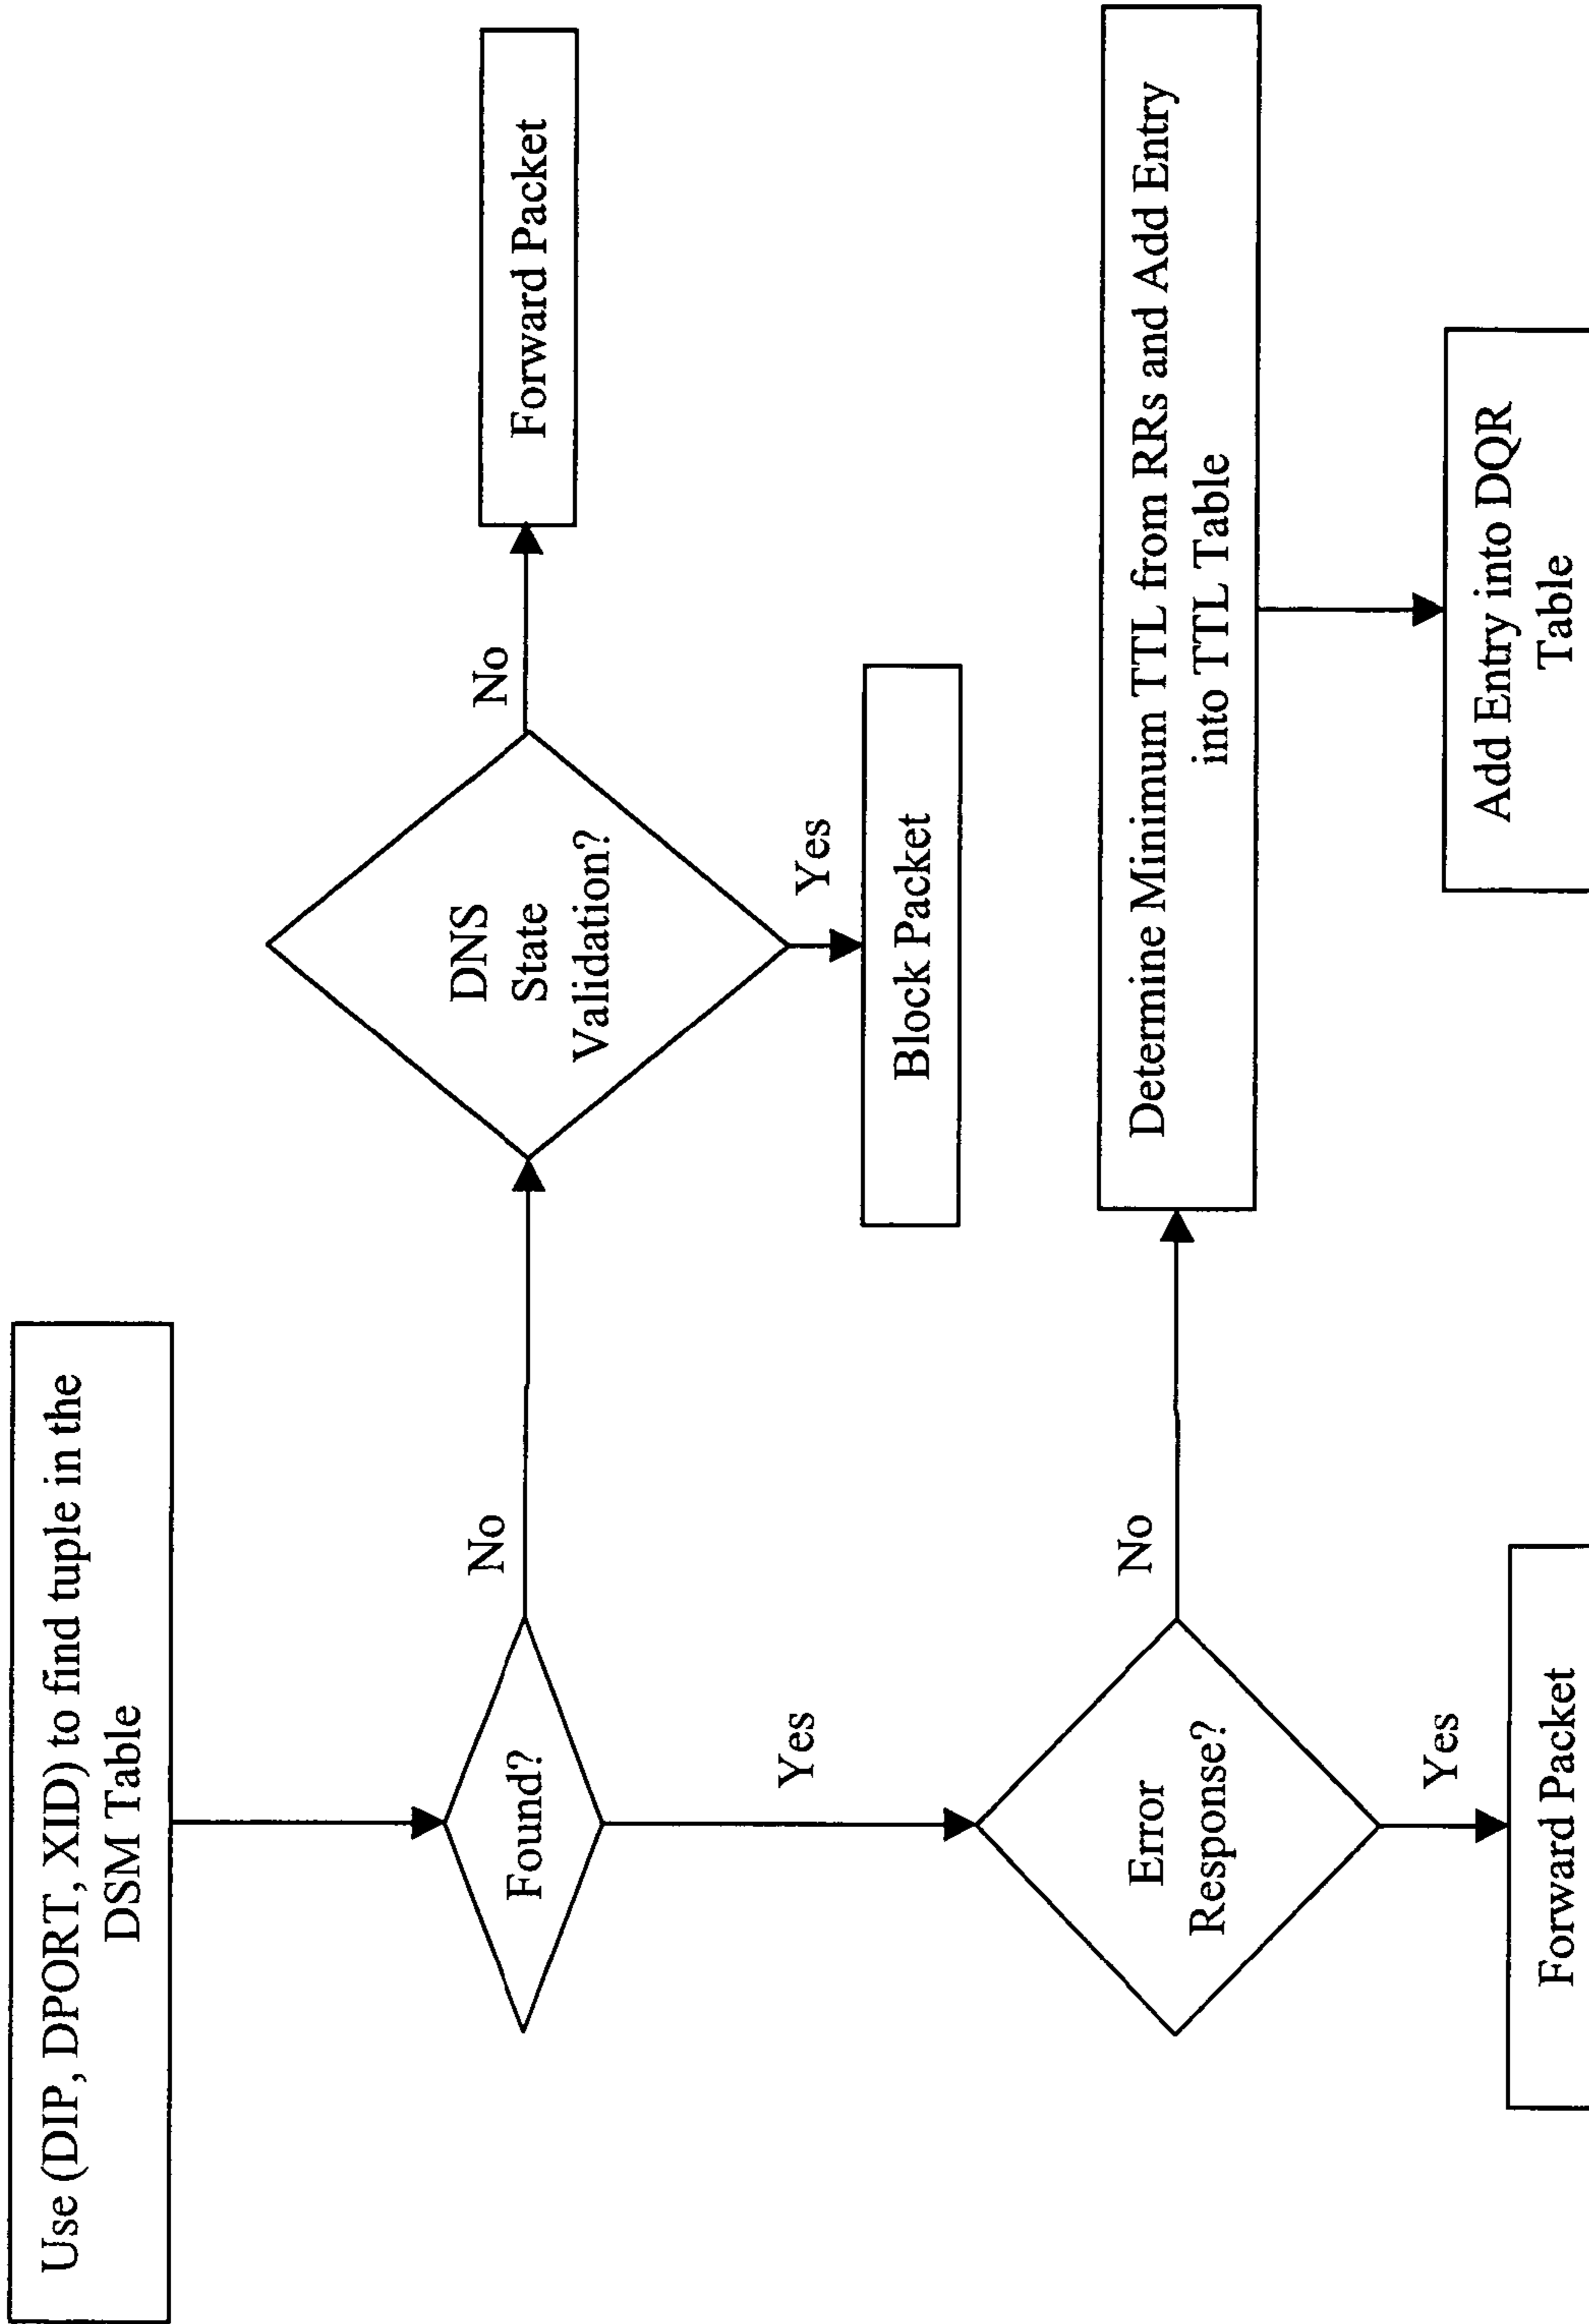 Use (DIP, DPORT, XID) to find tuple in the
DSM Table
Found?
No
DNS
State
Validation?
No
Forward Packet
Yes
Block Packet
Yes
Error
Response?
No
Determine Minimum TTL from RRs and Add Entry
into TTL Table
Add Entry into DQR
Table
Yes
Forward Packet